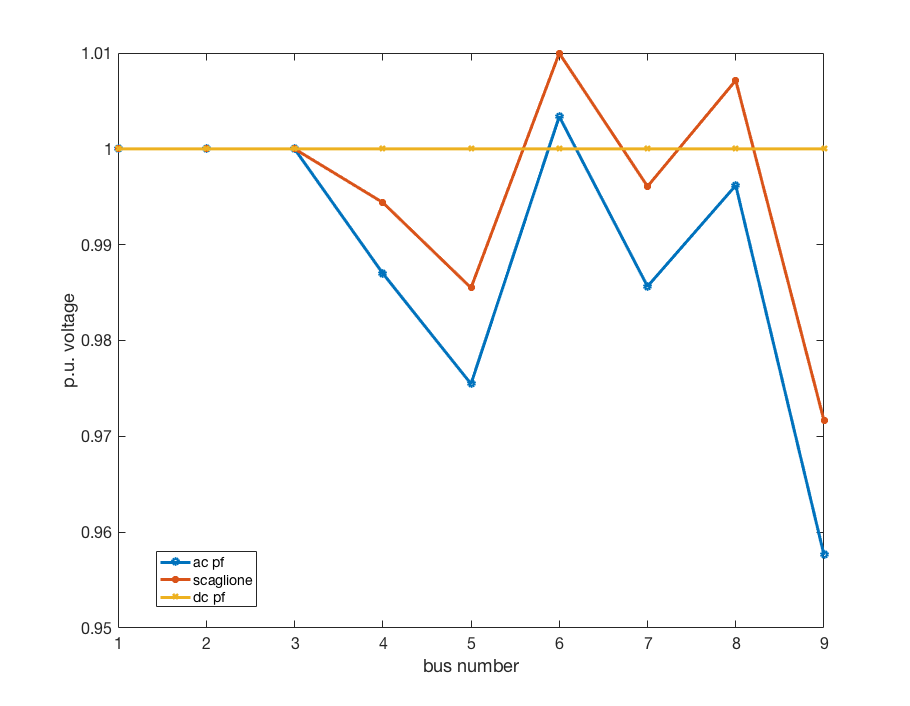 1.01
1
0.99
0.98
0.97
0.96
0.95
p.u. voltage
ac pf
scaglione
dc pf
1 2 3 4 5 6 7 8 9
bus number